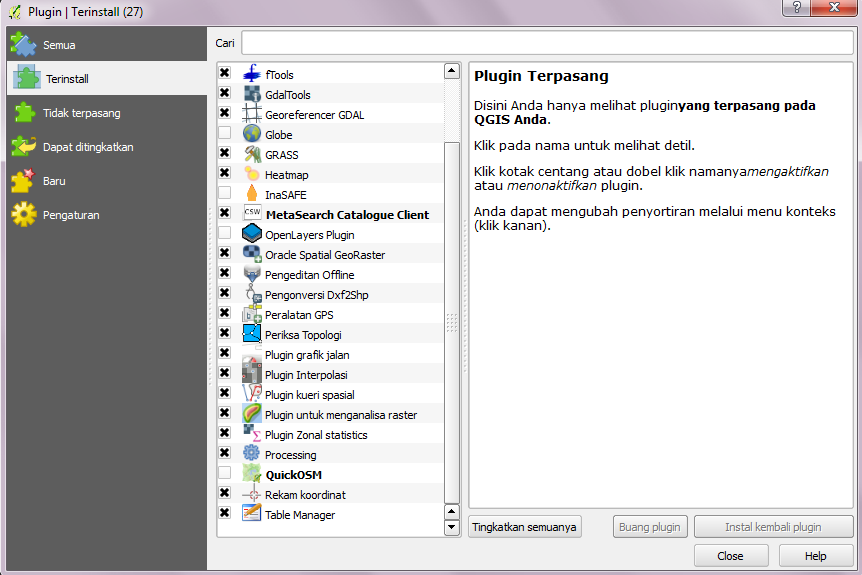 Plugin | Terinstall (27)
?
Semua
Terinstall
Tidak terpasang
Dapat ditingkatkan
Baru
Pengaturan
Cari
fTools
GdalTools
Georeferencer GDAL
Globe
GRASS
Heatmap
InaSAFE
CSW MetaSearch Catalogue Client
OpenLayers Plugin
Oracle Spatial GeoRaster
Pengeditan Offline
Pengonversi Dxf2Shp
Peralatan GPS
Periksa Topologi
Plugin grafik jalan
Plugin Interpolasi
Plugin kueri spasial
Plugin untuk menganalisa raster
Plugin Zonal statistics
Processing
QuickOSM
Rekam koordinat
Table Manager
Plugin Terpasang
Disini Anda hanya melihat pluginyang terpasang pada
QGIS Anda.
Klik pada nama untuk melihat detil.
Klik kotak centang atau dobel klik namanyamengaktifkan
atau menonaktifkan plugin.
Anda dapat mengubah penyortiran melalui menu konteks
(klik kanan).
Tingkatkan semuanya
Buang plugin
Instal kembali plugin
Close
Help